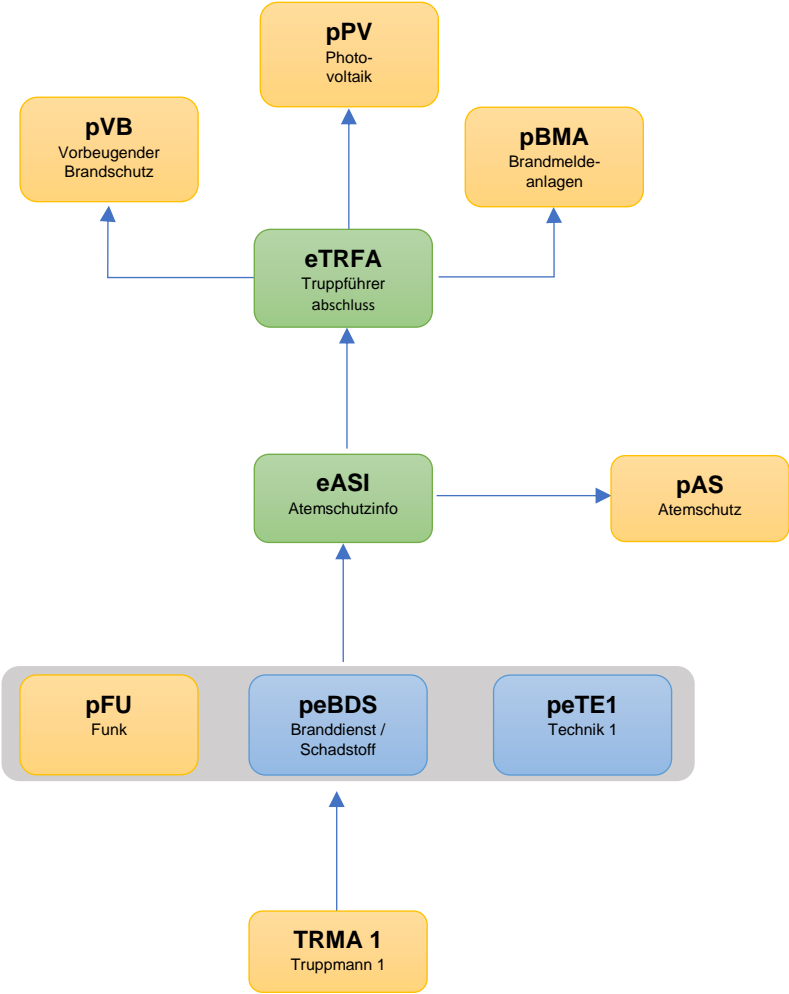 pPV
Photo-
voltaik
pVB
Vorbeugender
Brandschutz
pBMA
Brandmelde-
anlagen
eTRFA
Truppführer
abschluss
eASI
Atemschutzinfo
pAS
Atemschutz
pFU
Funk
peBDS
Branddienst /
Schadstoff
peTE1
Technik 1
TRMA 1
Truppmann 1